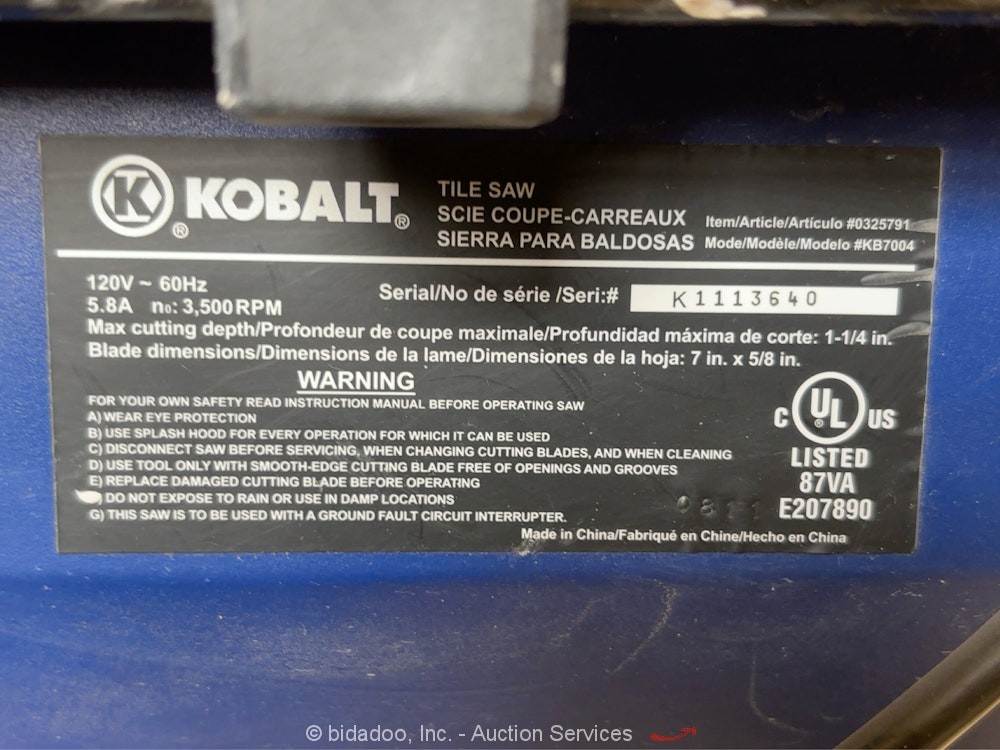 K KOBALT®
®
TILE SAW
SCIE COUPE-CARREAUX
SIERRA PARA BALDOSAS
Item/Article/Artículo #0325791
Mode/Modèle/Modelo #KB7004
120V ~ 60Hz
5.8A n₀: 3,500RPM
Serial/No de série /Seri:# K1113640
Max cutting depth/Profondeur de coupe maximale/Profundidad máxima de corte: 1-1/4 in.
Blade dimensions/Dimensions de la lame/Dimensiones de la hoja: 7 in. x 5/8 in.
WARNING
FOR YOUR OWN SAFETY READ INSTRUCTION MANUAL BEFORE OPERATING SAW
A) WEAR EYE PROTECTION
B) USE SPLASH HOOD FOR EVERY OPERATION FOR WHICH IT CAN BE USED
C) DISCONNECT SAW BEFORE SERVICING, WHEN CHANGING CUTTING BLADES, AND WHEN CLEANING
D) USE TOOL ONLY WITH SMOOTH-EDGE CUTTING BLADE FREE OF OPENINGS AND GROOVES
E) REPLACE DAMAGED CUTTING BLADE BEFORE OPERATING
DO NOT EXPOSE TO RAIN OR USE IN DAMP LOCATIONS
G) THIS SAW IS TO BE USED WITH A GROUND FAULT CIRCUIT INTERRUPTER.
C UL® US
LISTED
87VA
E207890
Made in China/Fabriqué en Chine/Hecho en China
© bidadoo, Inc. - Auction Services